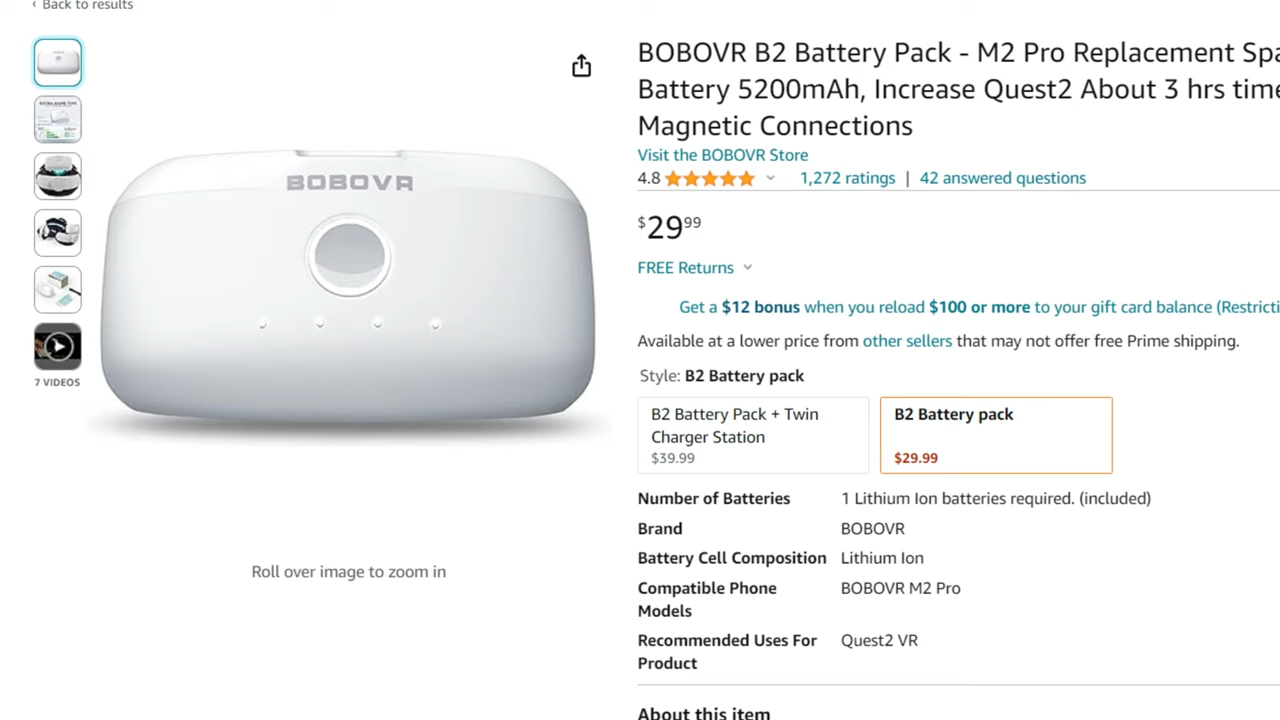 ‹ Back to results
BOBOVR B2 Battery Pack - M2 Pro Replacement
Battery 5200mAh, Increase Quest2 About 3 hrs
Magnetic Connections
Visit the BOBOVR Store
4.8
1,272 ratings | 42 answered questions
$29.99
FREE Returns
Get a $12 bonus when you reload $100 or more to your gift card balance
Available at a lower price from other sellers that may not offer free Prime shipping.
Style: B2 Battery pack
B2 Battery Pack + Twin
Charger Station
$39.99
B2 Battery pack
$29.99
Number of Batteries 1 Lithium Ion batteries required. (included)
Brand BOBOVR
Battery Cell Composition Lithium Ion
Compatible Phone
Models
BOBOVR M2 Pro
Recommended Uses For
Product
Quest2 VR
About this item
BOBOVR
7 VIDEOS
Roll over image to zoom in